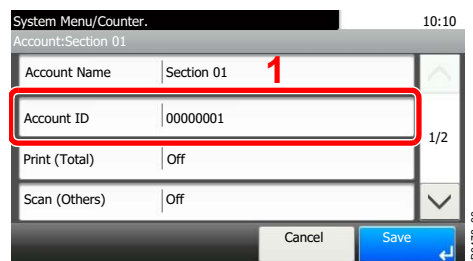 System Menu/Counter. 10:10
Account:Section 01
Account Name Section 01 1
Account ID 00000001
1/2
Print (Total) Off
Scan (Others) Off
Cancel Save